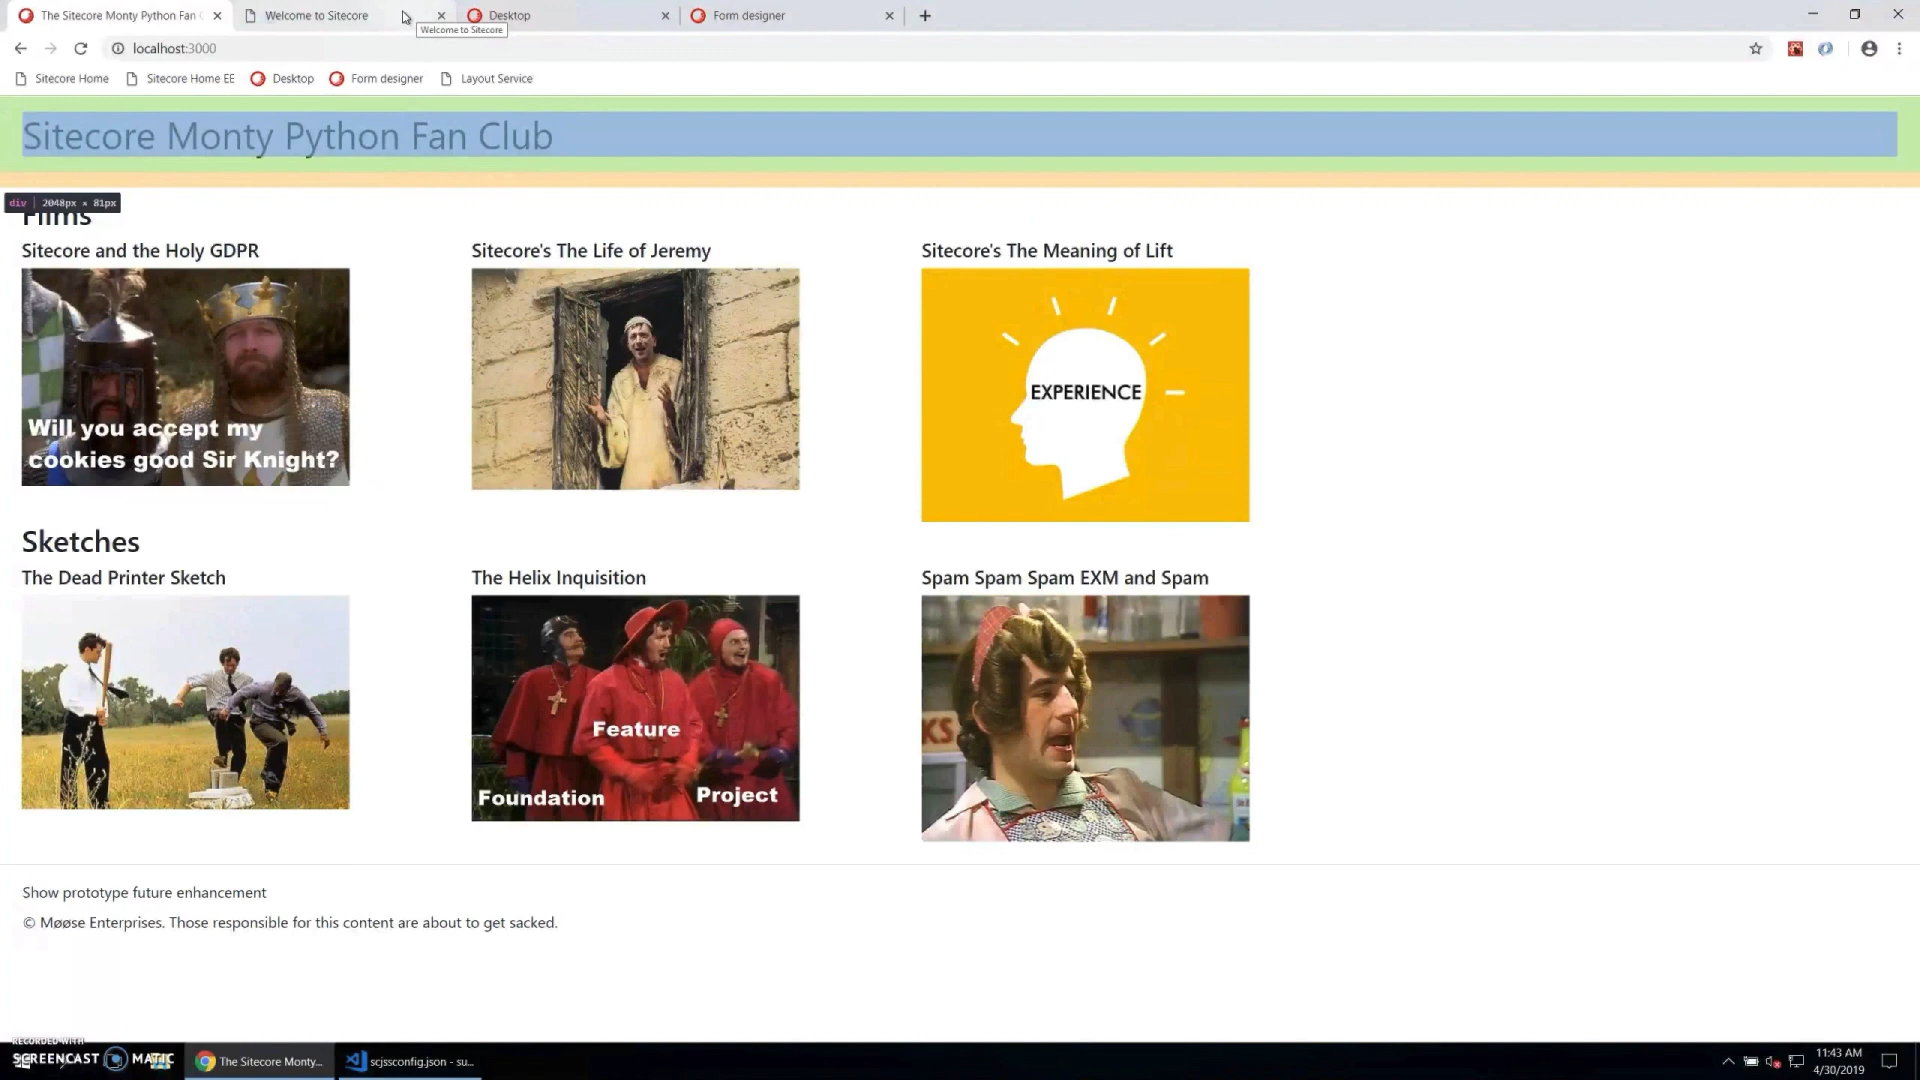 The Sitecore Monty Python Fan C
Welcome to Sitecore
Desktop
Form designer
Welcome to Sitecore
localhost:3000
Sitecore Home
Sitecore Home EE
Desktop
Form designer
Layout Service
Sitecore Monty Python Fan Club
div | 2048px × 81px
Films
Sitecore and the Holy GDPR
Sitecore's The Life of Jeremy
Sitecore's The Meaning of Lift
Will you accept my
cookies good Sir Knight?
EXPERIENCE
Sketches
The Dead Printer Sketch
The Helix Inquisition
Spam Spam Spam EXM and Spam
Feature
Foundation
Project
KS
Show prototype future enhancement
© Møøse Enterprises. Those responsible for this content are about to get sacked.
RECORDED WITH
SCREENCAST MATIC
The Sitecore Monty...
scjssconfig.json - su...
11:43 AM
4/30/2019